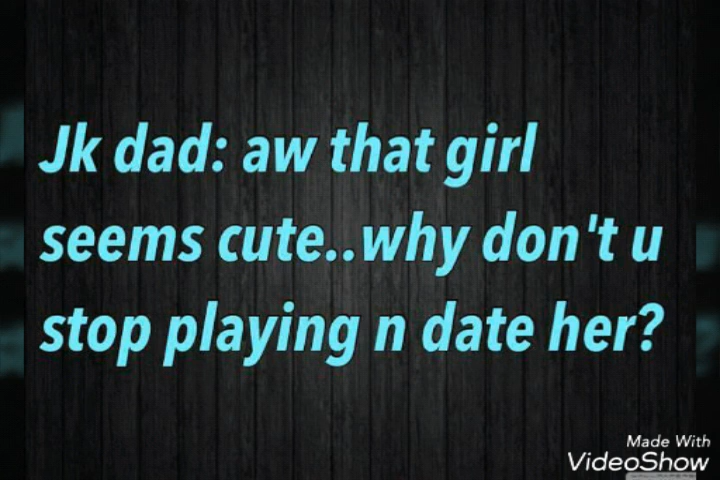 Jk dad: aw that girl
seems cute..why don't u
stop playing n date her?
Made With
VideoShow